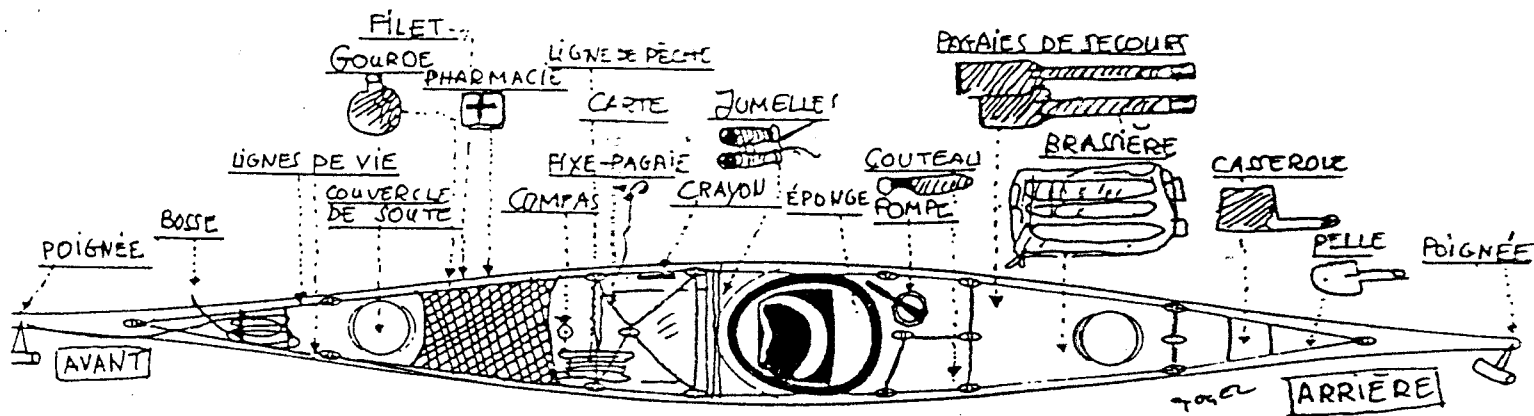 FILET
GOURDE
PHARMACIE
LIGNE DE PÊCHE
CARTE
JUMELLES
PAGAIES DE SECOURS
BRASSIÈRE
LIGNES DE VIE
FIXE-PAGAIE
COUTEAU
CASSEROLE
COUVERCLE
DE SOUTE
COMPAS
CRAYON
ÉPONGE
POMPE
BOSSE
POIGNÉE
PELLE
POIGNÉE
AVANT
ARRIÈRE